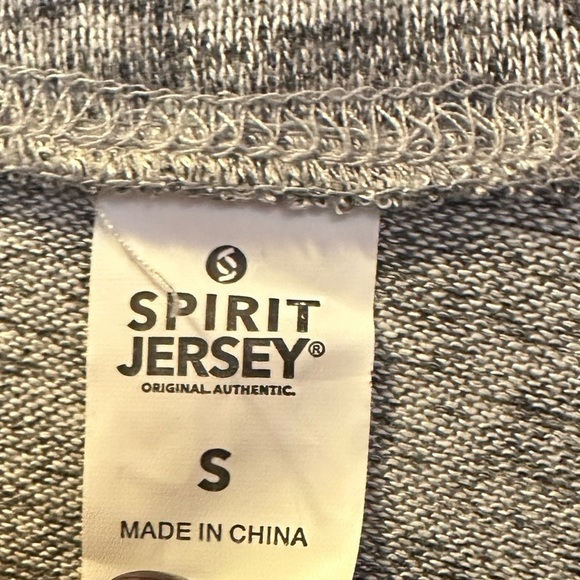 SPIRIT
JERSEY®
ORIGINAL. AUTHENTIC.
S
MADE IN CHINA